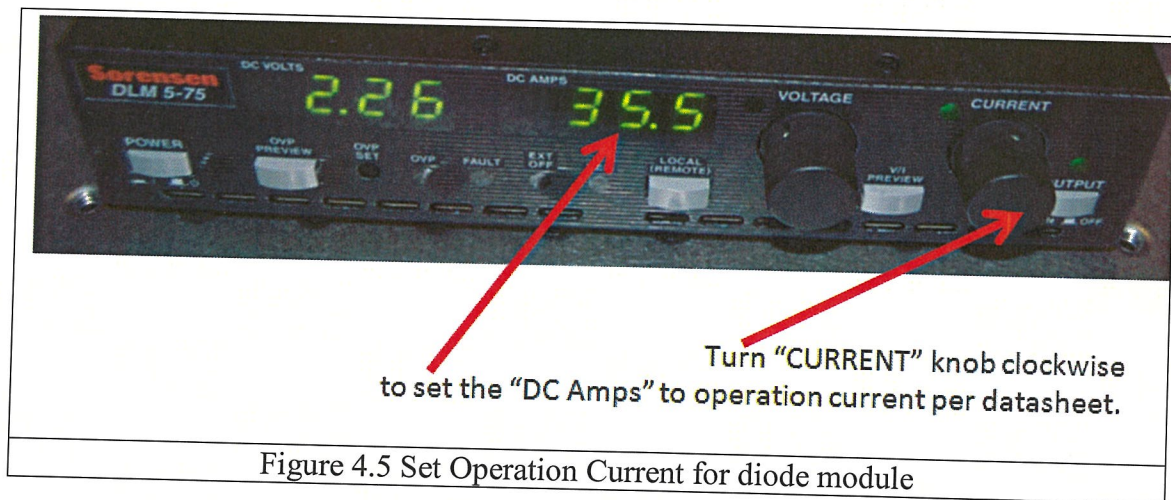 Sorensen
DLM 5-75
DC VOLTS
2.26
DC AMPS
35.5
VOLTAGE
CURRENT
POWER
OVP PREVIEW
OVP SET
OVP
FAULT
EXT OFF
LOCAL (REMOTE)
V/I PREVIEW
OUTPUT
OFF
Turn “CURRENT” knob clockwise
to set the “DC Amps” to operation current per datasheet.
Figure 4.5 Set Operation Current for diode module